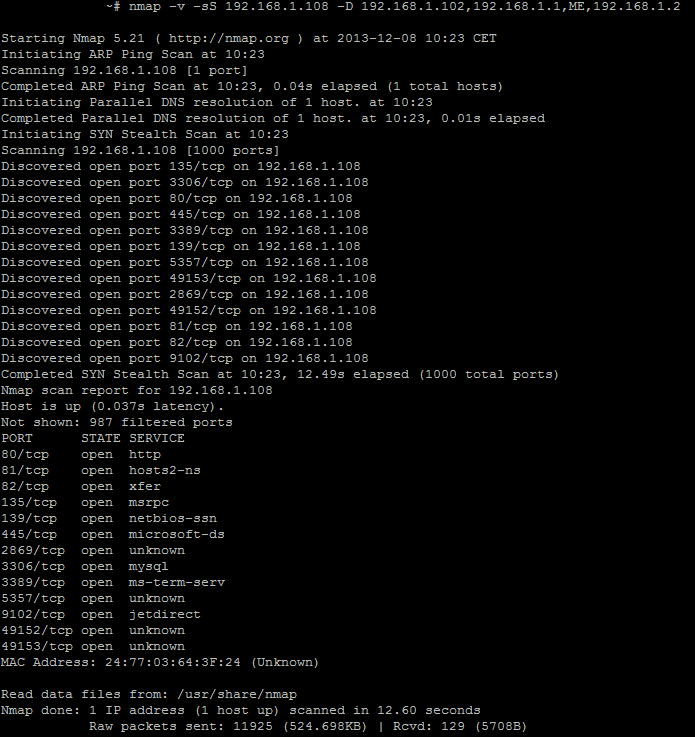 ~# nmap -v -sS 192.168.1.108 -D 192.168.1.102,192.168.1.1,ME,192.168.1.2
Starting Nmap 5.21 ( http://nmap.org ) at 2013-12-08 10:23 CET
Initiating ARP Ping Scan at 10:23
Scanning 192.168.1.108 [1 port]
Completed ARP Ping Scan at 10:23, 0.04s elapsed (1 total hosts)
Initiating Parallel DNS resolution of 1 host. at 10:23
Completed Parallel DNS resolution of 1 host. at 10:23, 0.01s elapsed
Initiating SYN Stealth Scan at 10:23
Scanning 192.168.1.108 [1000 ports]
Discovered open port 135/tcp on 192.168.1.108
Discovered open port 3306/tcp on 192.168.1.108
Discovered open port 80/tcp on 192.168.1.108
Discovered open port 445/tcp on 192.168.1.108
Discovered open port 3389/tcp on 192.168.1.108
Discovered open port 139/tcp on 192.168.1.108
Discovered open port 5357/tcp on 192.168.1.108
Discovered open port 49153/tcp on 192.168.1.108
Discovered open port 2869/tcp on 192.168.1.108
Discovered open port 49152/tcp on 192.168.1.108
Discovered open port 81/tcp on 192.168.1.108
Discovered open port 82/tcp on 192.168.1.108
Discovered open port 9102/tcp on 192.168.1.108
Completed SYN Stealth Scan at 10:23, 12.49s elapsed (1000 total ports)
Nmap scan report for 192.168.1.108
Host is up (0.037s latency).
Not shown: 987 filtered ports
PORT      STATE SERVICE
80/tcp    open  http
81/tcp    open  hosts2-ns
82/tcp    open  xfer
135/tcp   open  msrpc
139/tcp   open  netbios-ssn
445/tcp   open  microsoft-ds
2869/tcp  open  unknown
3306/tcp  open  mysql
3389/tcp  open  ms-term-serv
5357/tcp  open  unknown
9102/tcp  open  jetdirect
49152/tcp open  unknown
49153/tcp open  unknown
MAC Address: 24:77:03:64:3F:24 (Unknown)
Read data files from: /usr/share/nmap
Nmap done: 1 IP address (1 host up) scanned in 12.60 seconds
Raw packets sent: 11925 (524.698KB) | Rcvd: 129 (5708B)